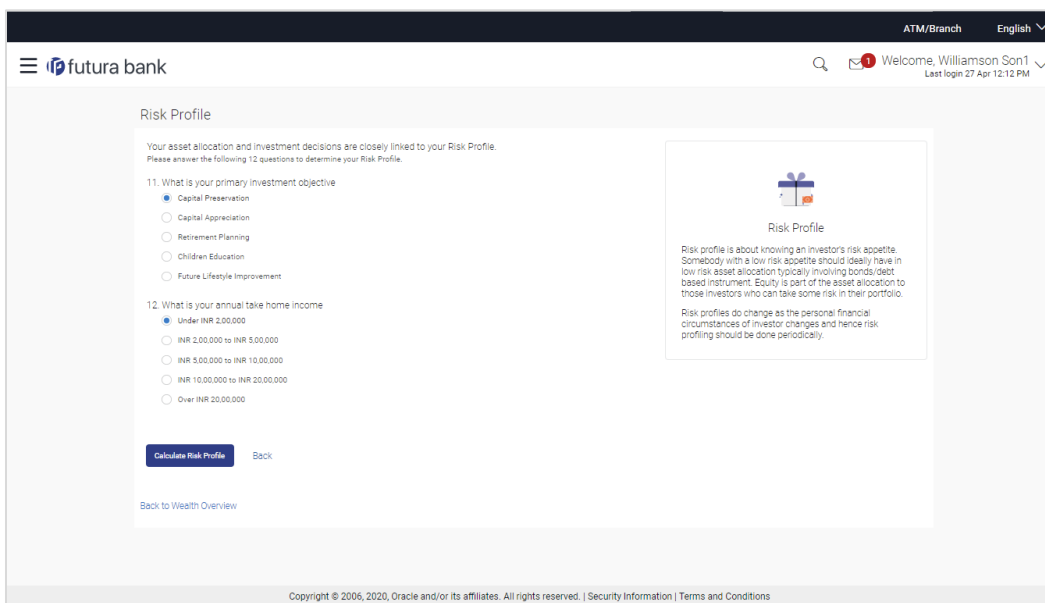 ATM/Branch English
futura bank
1 Welcome, Williamson Son1
Last login 27 Apr 12:12 PM
Risk Profile
Your asset allocation and investment decisions are closely linked to your Risk Profile.
Please answer the following 12 questions to determine your Risk Profile.
11. What is your primary investment objective
Capital Preservation
Capital Appreciation
Retirement Planning
Children Education
Future Lifestyle Improvement
12. What is your annual take home income
Under INR 2,00,000
INR 2,00,000 to INR 5,00,000
INR 5,00,000 to INR 10,00,000
INR 10,00,000 to INR 20,00,000
Over INR 20,00,000
Calculate Risk Profile Back
Back to Wealth Overview
Risk Profile
Risk profile is about knowing an investor's risk appetite.
Somebody with a low risk appetite should ideally have in
low risk asset allocation typically involving bonds/debt
based instrument. Equity is part of the asset allocation to
those investors who can take some risk in their portfolio.
Risk profiles do change as the personal financial
circumstances of investor changes and hence risk
profiling should be done periodically.
Copyright © 2006, 2020, Oracle and/or its affiliates. All rights reserved. | Security Information | Terms and Conditions